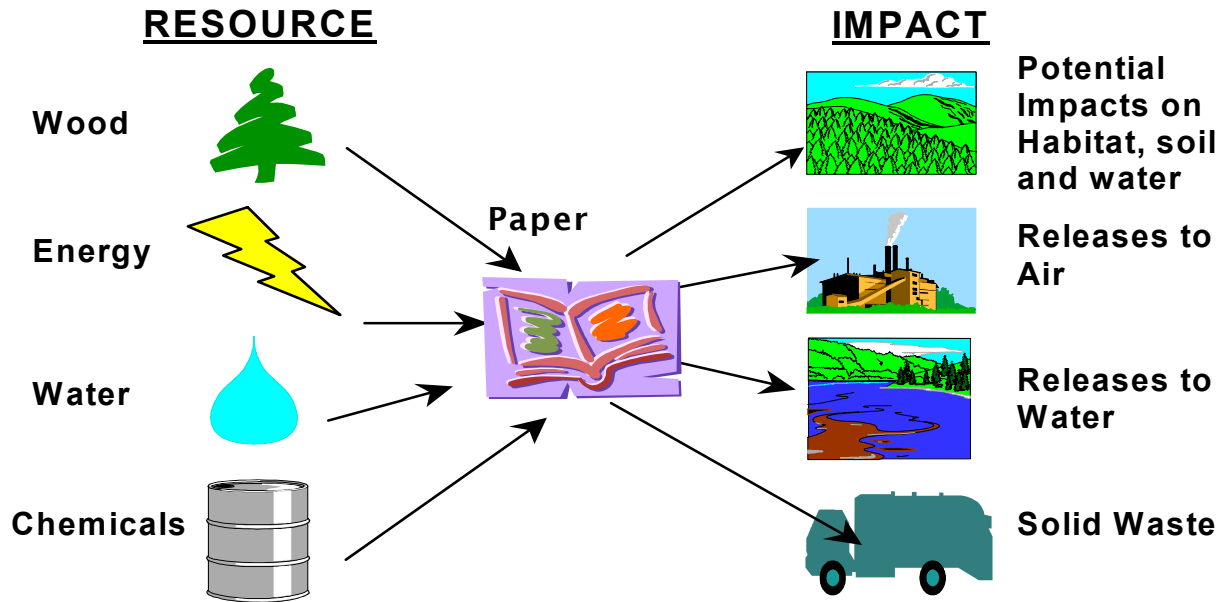 RESOURCE
Wood
Energy
Water
Chemicals
Paper
IMPACT
Potential
Impacts on
Habitat, soil
and water
Releases to
Air
Releases to
Water
Solid Waste